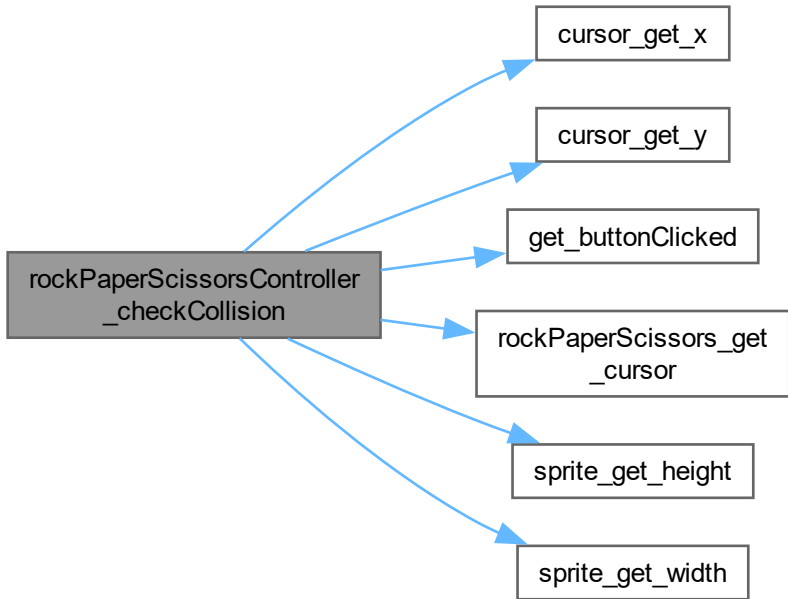 cursor_get_x
cursor_get_y
get_buttonClicked
rockPaperScissorsController
_checkCollision
rockPaperScissors_get
_cursor
sprite_get_height
sprite_get_width